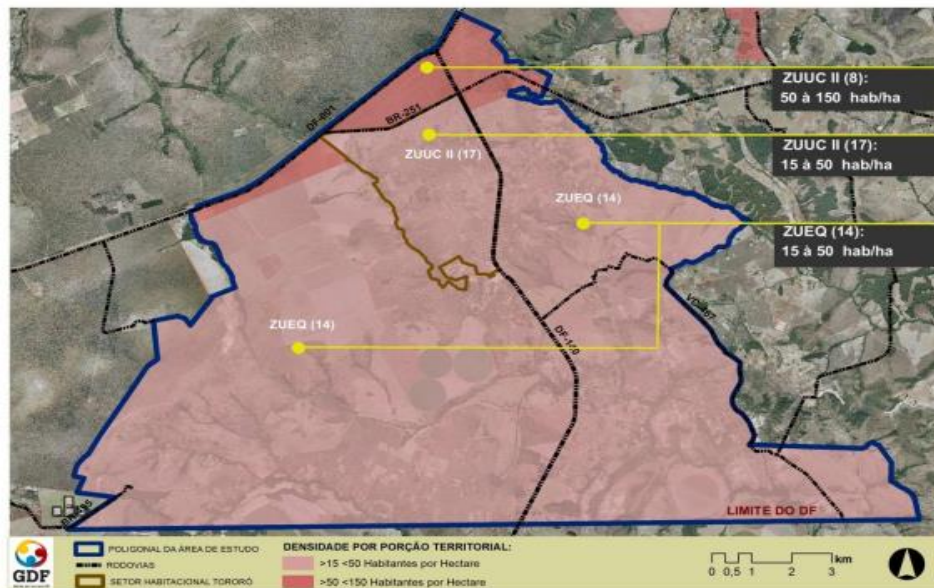 ZUUC II (8):
50 à 150 hab/ha
DF-001
BR-251
ZUUC II (17)
ZUUC II (17):
15 à 50 hab/ha
ZUEQ (14)
ZUEQ (14):
15 à 50 hab/ha
VC-467
ZUEQ (14)
DF-140
LIMITE DO DF
GDF
POLIGONAL DA ÁREA DE ESTUDO
RODOVIAS
SETOR HABITACIONAL TORORÓ
DENSIDADE POR PORÇÃO TERRITORIAL:
>15 <50 Habitantes por Hectare
>50 <150 Habitantes por Hectare
km
0 0,5 1 2 3